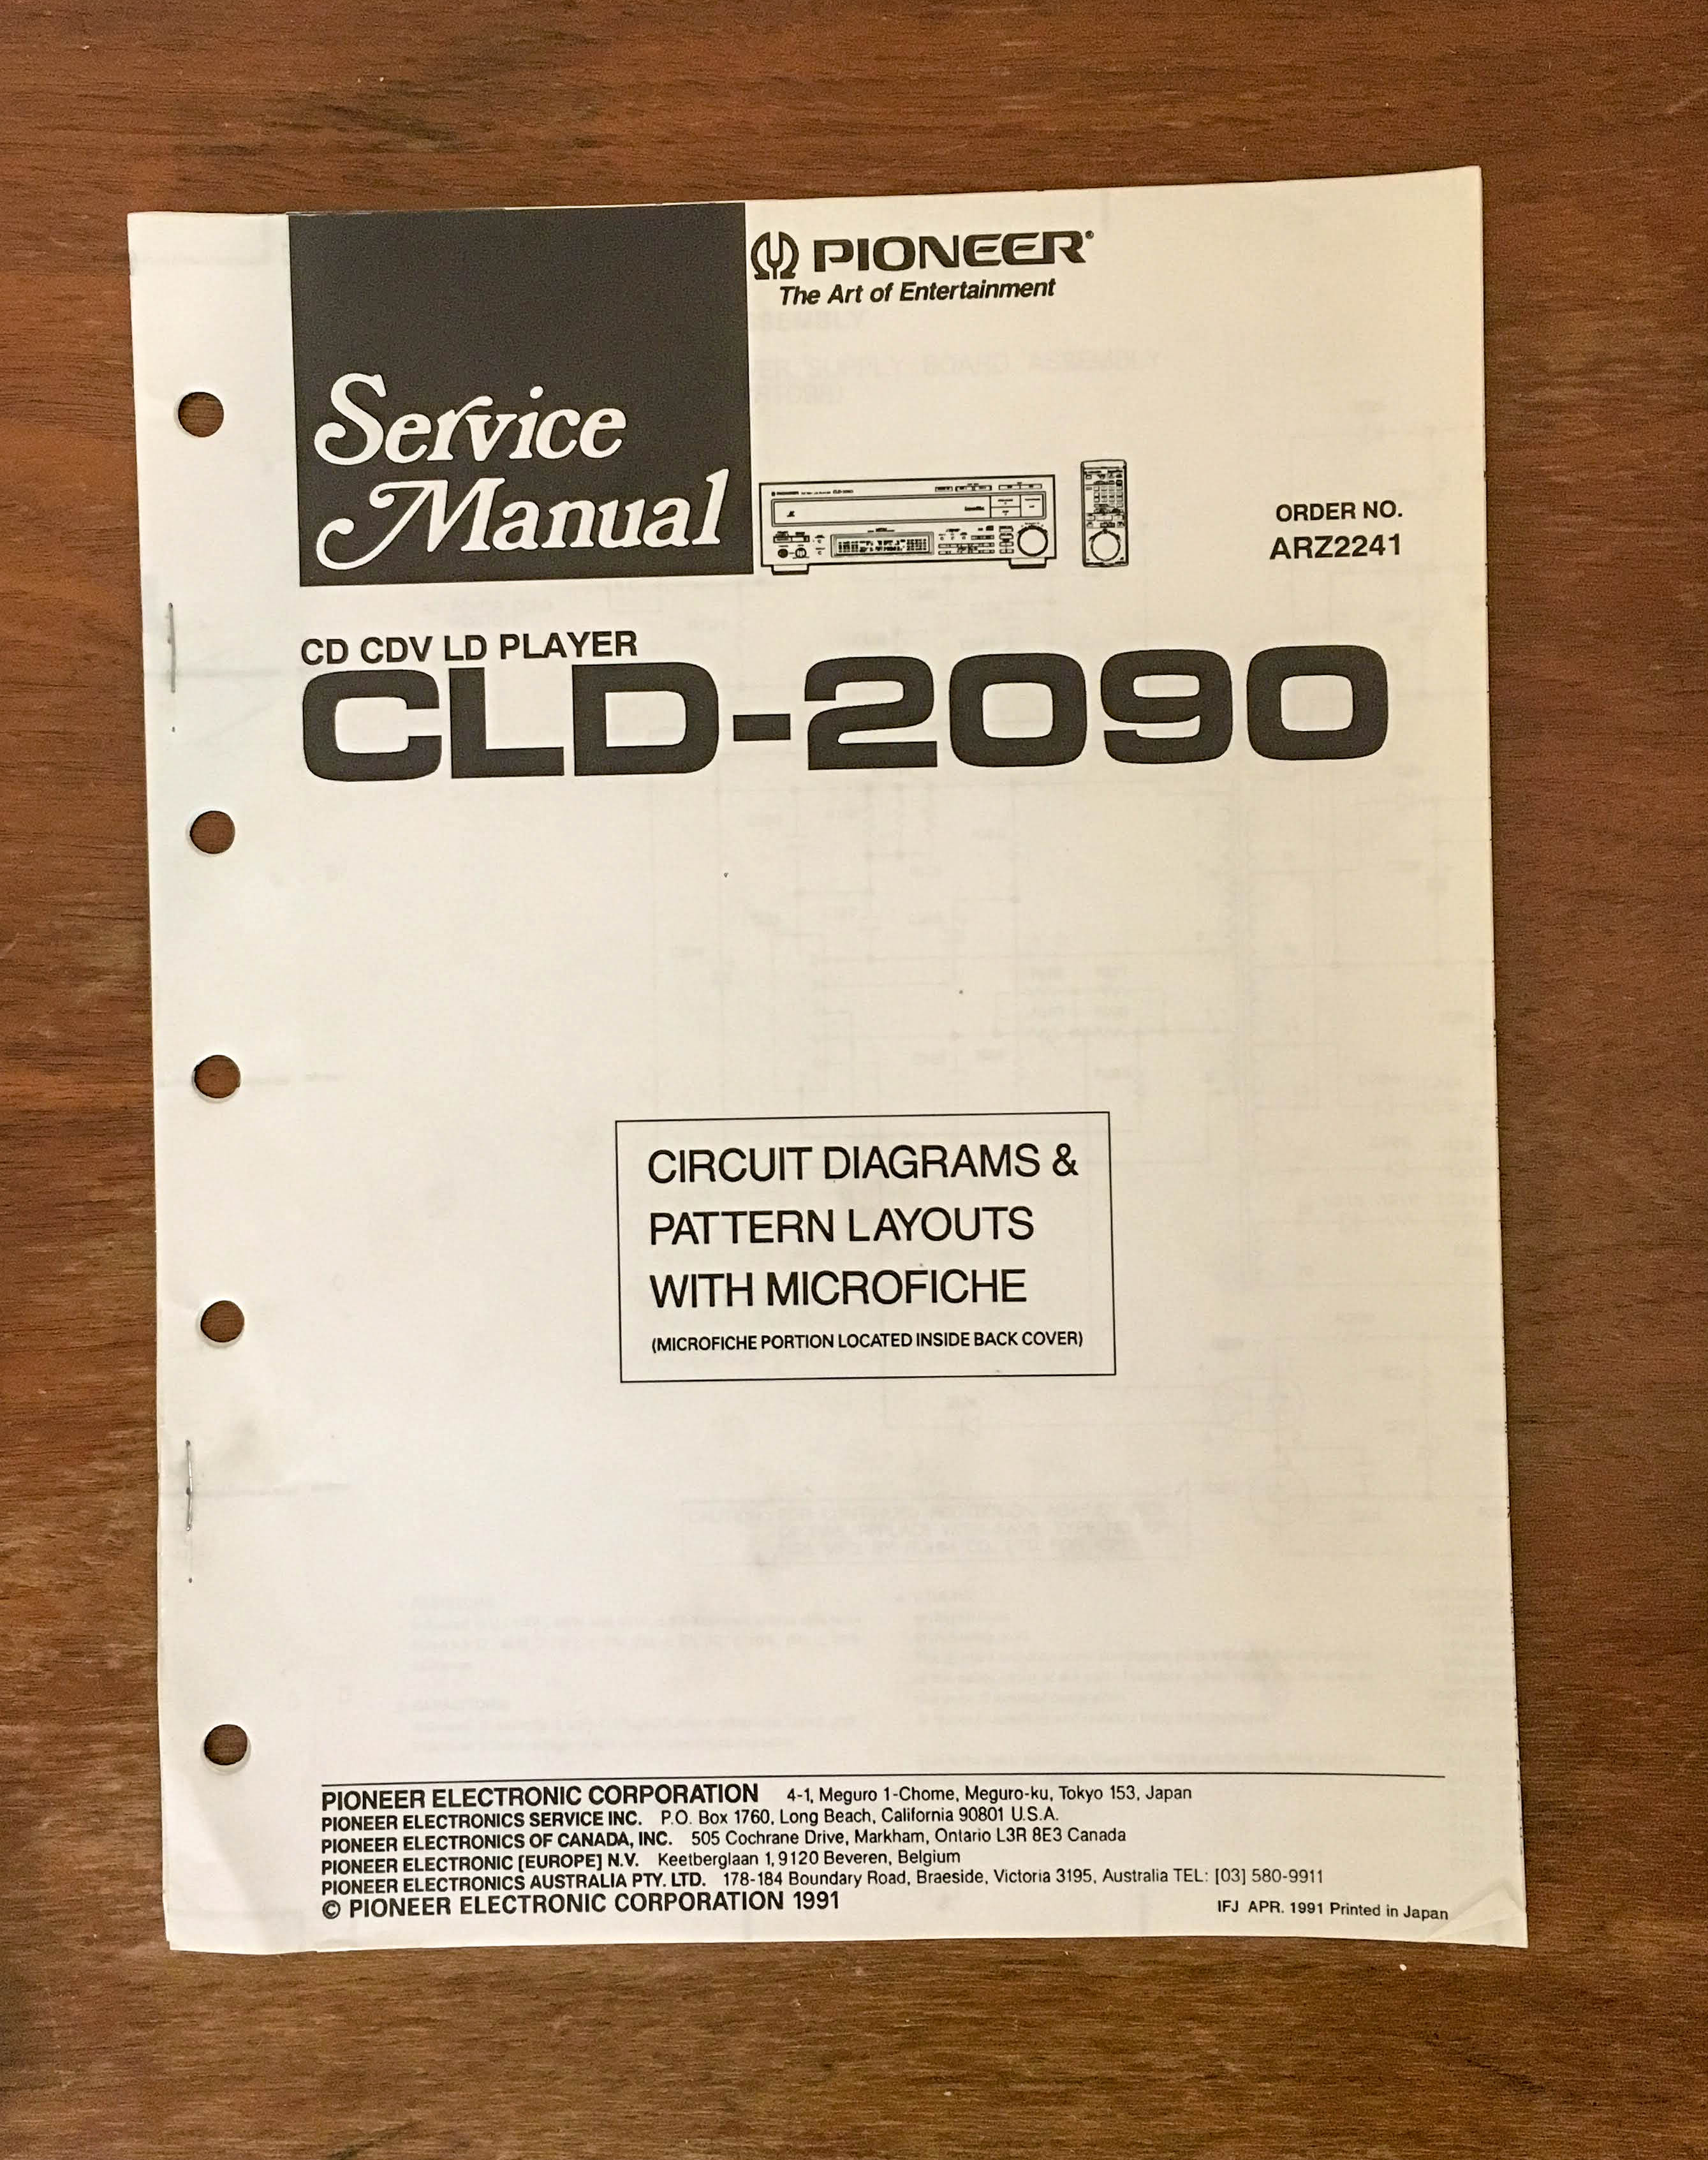 PIONEER®
The Art of Entertainment
Service
Manual
ORDER NO.
ARZ2241
CD CDV LD PLAYER
CLD-2090
CIRCUIT DIAGRAMS &
PATTERN LAYOUTS
WITH MICROFICHE
(MICROFICHE PORTION LOCATED INSIDE BACK COVER)
PIONEER ELECTRONIC CORPORATION 4-1, Meguro 1-Chome, Meguro-ku, Tokyo 153, Japan
PIONEER ELECTRONICS SERVICE INC. P.O. Box 1760, Long Beach, California 90801 U.S.A.
PIONEER ELECTRONICS OF CANADA, INC. 505 Cochrane Drive, Markham, Ontario L3R 8E3 Canada
PIONEER ELECTRONIC [EUROPE] N.V. Keetberglaan 1, 9120 Beveren, Belgium
PIONEER ELECTRONICS AUSTRALIA PTY. LTD. 178-184 Boundary Road, Braeside, Victoria 3195, Australia TEL: [03] 580-9911
© PIONEER ELECTRONIC CORPORATION 1991
IFJ APR. 1991 Printed in Japan